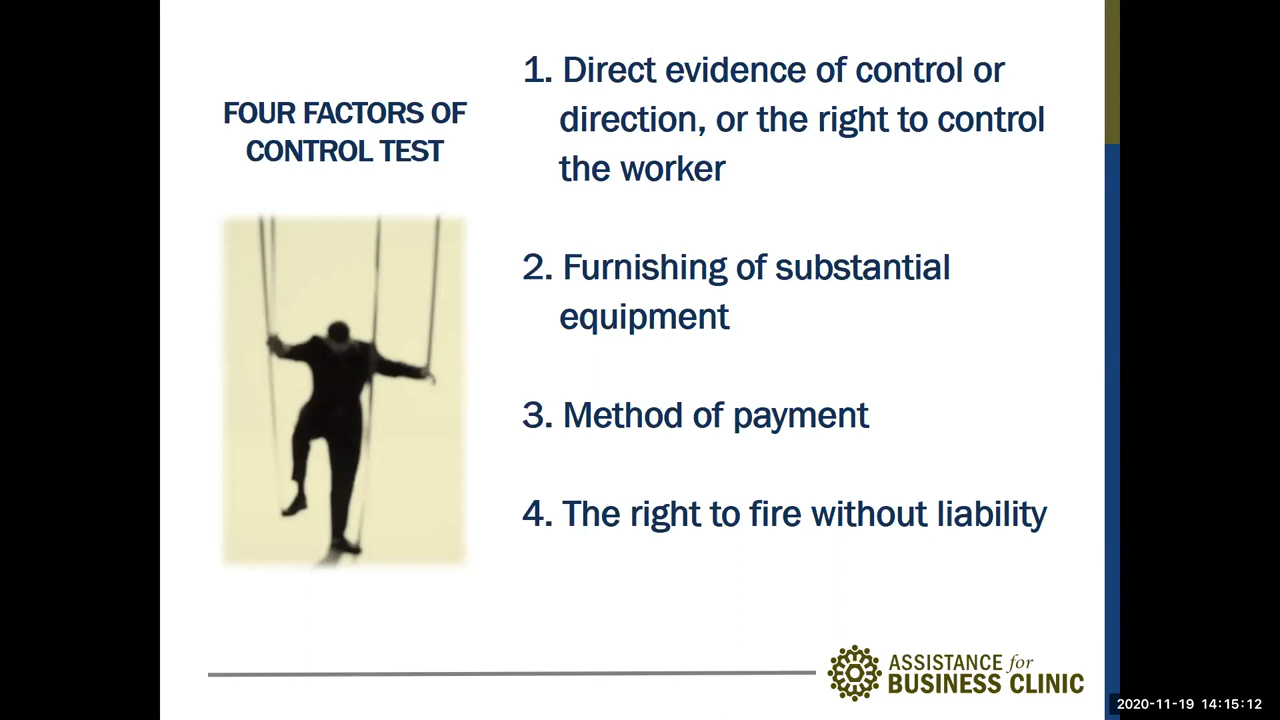 FOUR FACTORS OF
CONTROL TEST
1. Direct evidence of control or
direction, or the right to control
the worker
2. Furnishing of substantial
equipment
3. Method of payment
4. The right to fire without liability
ASSISTANCE for
BUSINESS CLINIC
2020-11-19 14:15:12